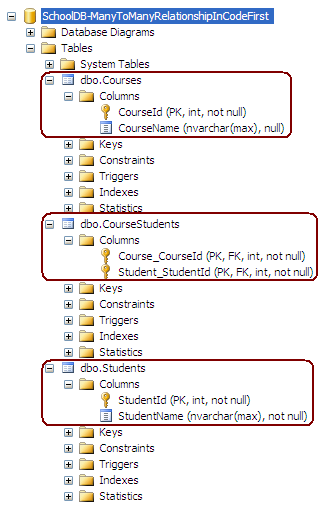 SchoolDB-ManyToManyRelationshipInCodeFirst
Database Diagrams
Tables
System Tables
dbo.Courses
Columns
CourseId (PK, int, not null)
CourseName (nvarchar(max), null)
Keys
Constraints
Triggers
Indexes
Statistics
dbo.CourseStudents
Columns
Course_CourseId (PK, FK, int, not null)
Student_StudentId (PK, FK, int, not null)
Keys
Constraints
Triggers
Indexes
Statistics
dbo.Students
Columns
StudentId (PK, int, not null)
StudentName (nvarchar(max), not null)
Keys
Constraints
Triggers
Indexes
Statistics